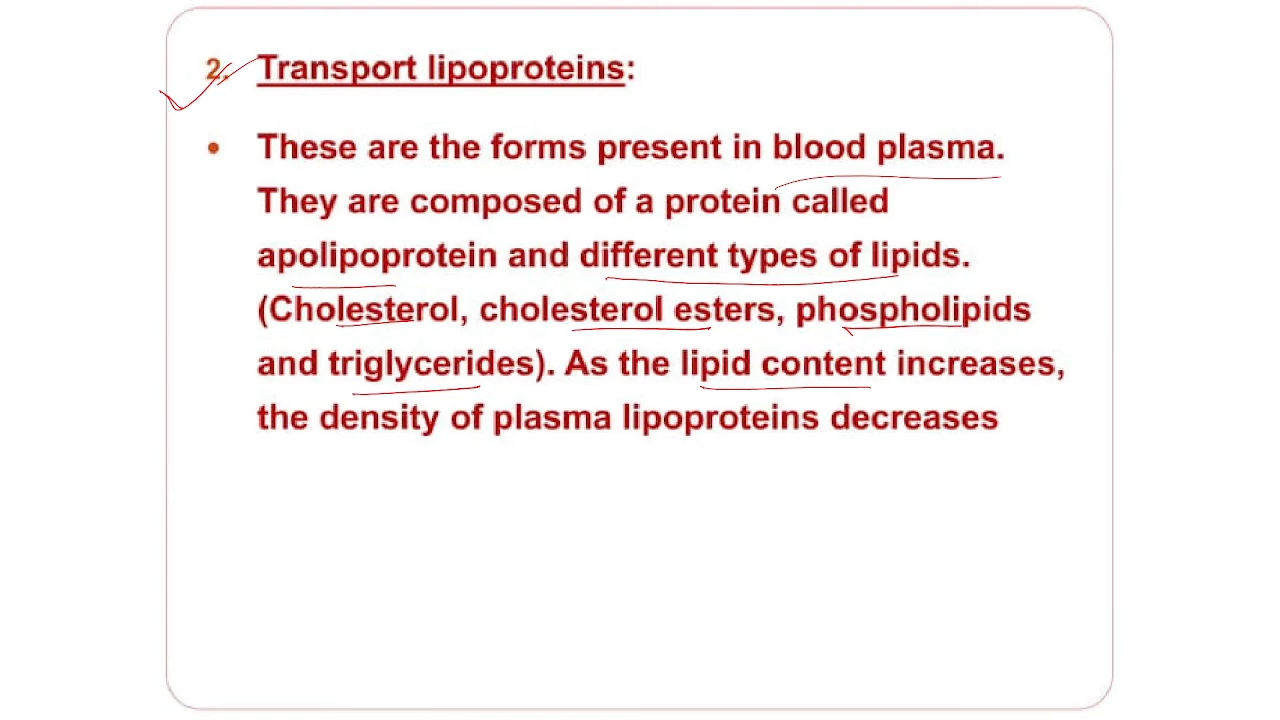 2. Transport lipoproteins:
• These are the forms present in blood plasma.
They are composed of a protein called
apolipoprotein and different types of lipids.
(Cholesterol, cholesterol esters, phospholipids
and triglycerides). As the lipid content increases,
the density of plasma lipoproteins decreases